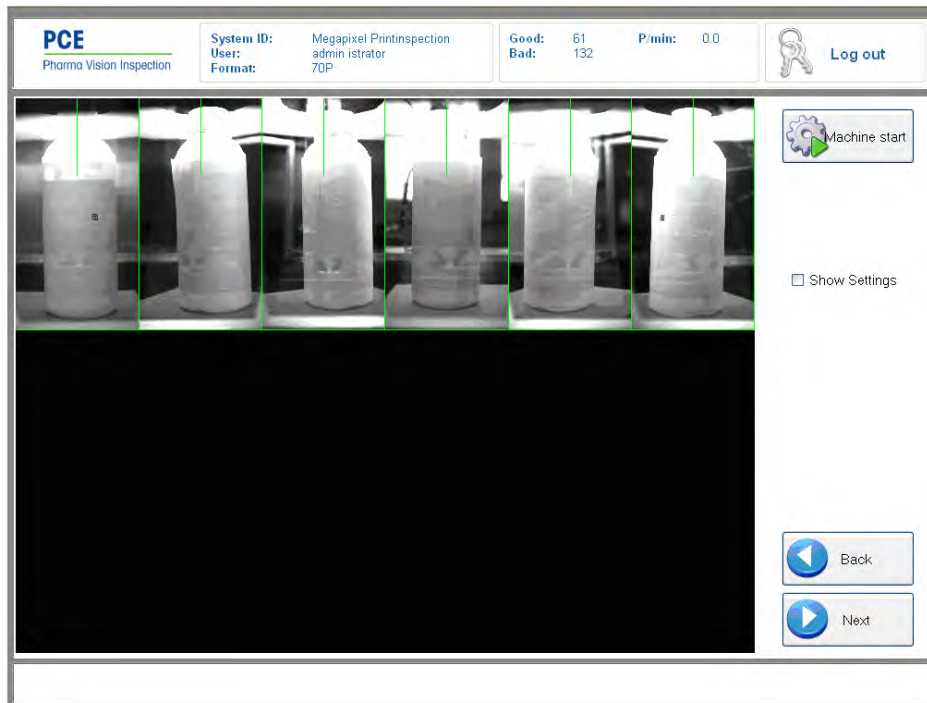 PCE
Pharma Vision Inspection
System ID: Megapixel Printinspection
User: admin istrator
Format: 70P
Good: 61 P/min: 0.0
Bad: 132
Log out
Machine start
Show Settings
Back
Next